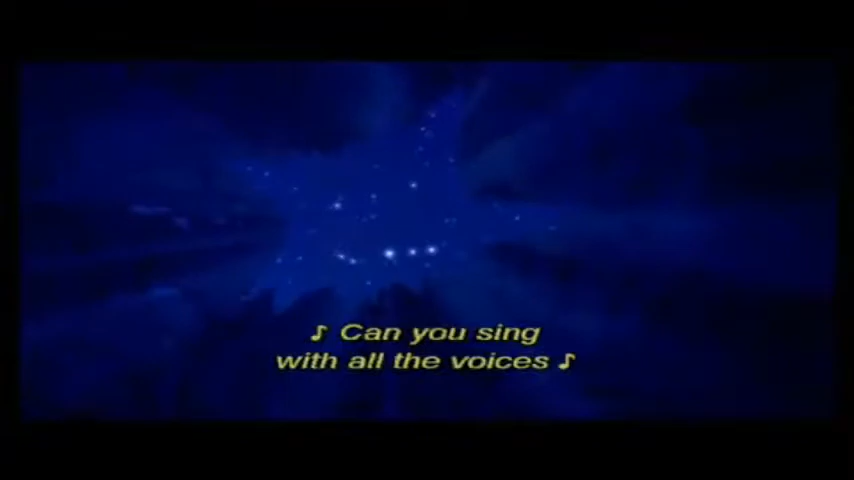 ♪ Can you sing
with all the voices ♪